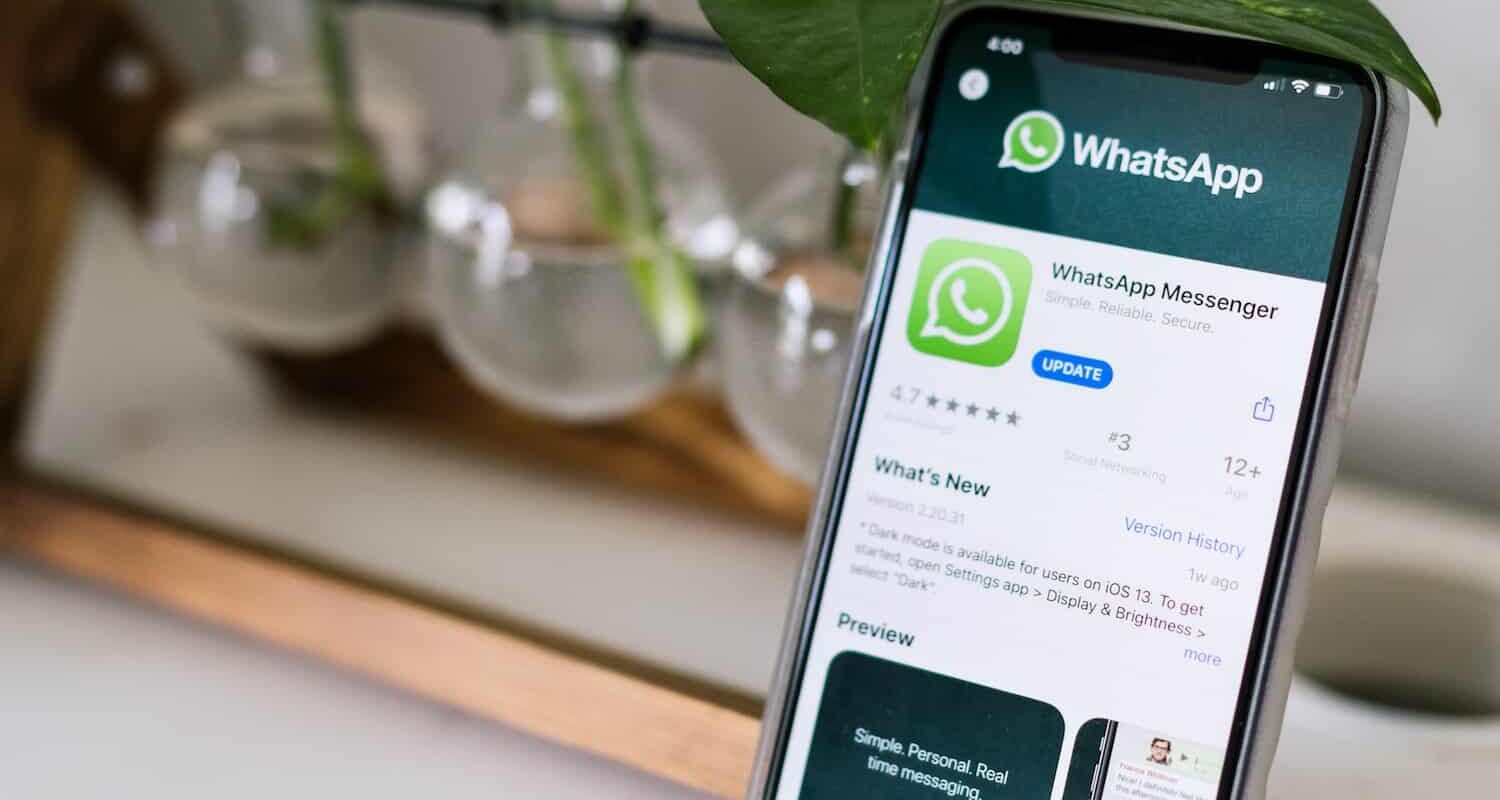 4:00
WhatsApp
WhatsApp Messenger
Simple. Reliable. Secure.
UPDATE
4.7
#3
Social Networking
12+
Age
What's New
Version History
Version 2.20.31
1w ago
* Dark mode is available for users on iOS 13. To get
started, open Settings app > Display & Brightness >
select "Dark".
more
Preview
Simple. Personal. Real
time messaging.